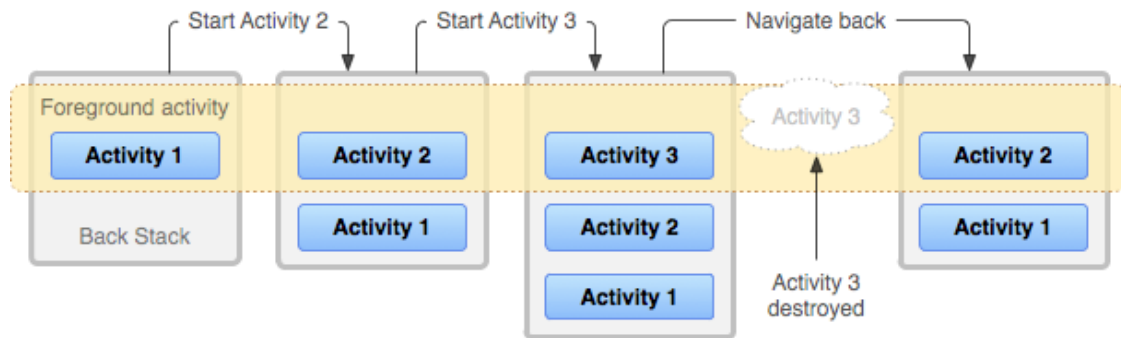 Start Activity 2
Start Activity 3
Navigate back
Foreground activity
Activity 1
Back Stack
Activity 2
Activity 1
Activity 3
Activity 2
Activity 1
Activity 3
Activity 3
destroyed
Activity 2
Activity 1